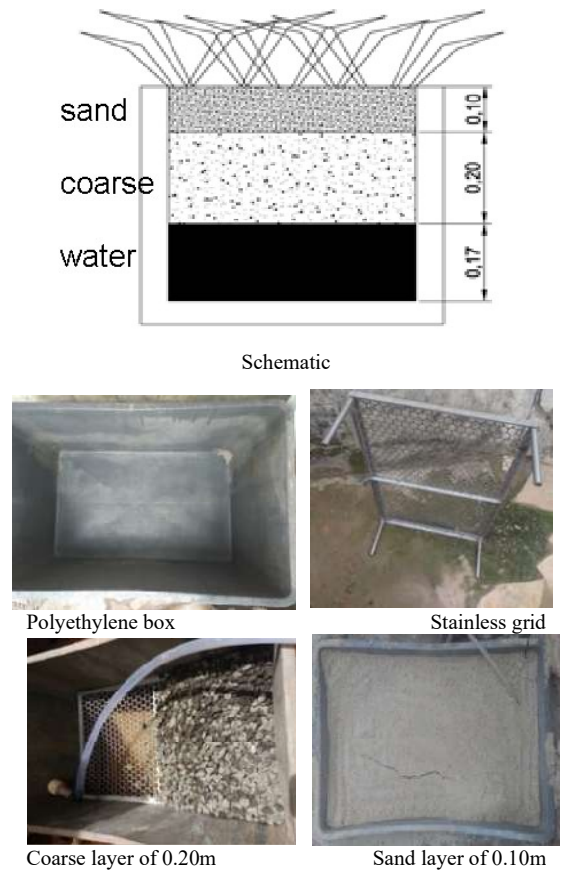 sand
0,10
coarse
0,20
water
0,17
Schematic
Polyethylene box
Stainless grid
Coarse layer of 0.20m
Sand layer of 0.10m